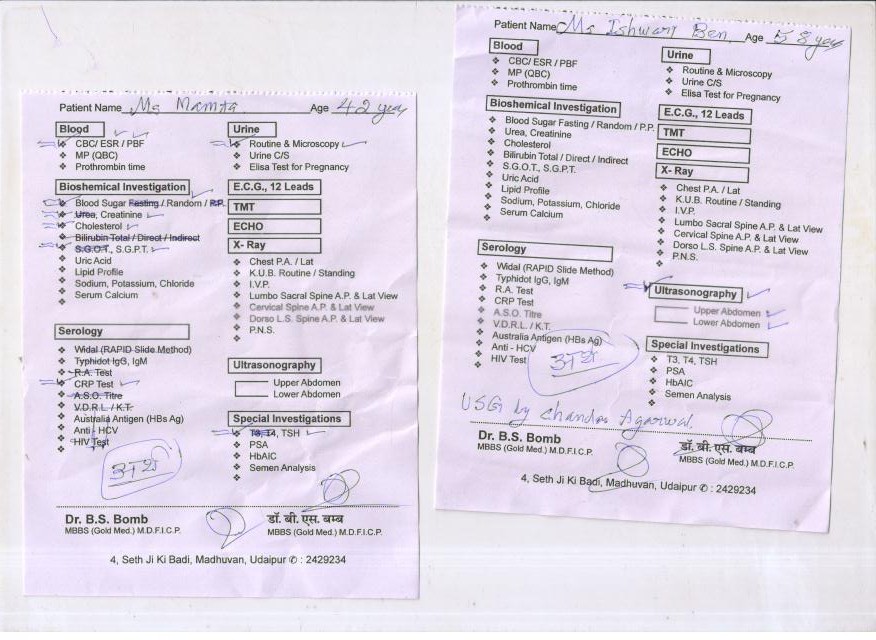 Patient Name Ms Mamta Age 42 year
Blood
❖ CBC/ ESR / PBF
❖ MP (QBC)
❖ Prothrombin time
Bioshemical Investigation
❖ Blood Sugar Fasting / Random / P.P.
❖ Urea, Creatinine
❖ Cholesterol
❖ Bilirubin Total / Direct / Indirect
❖ S.G.O.T., S.G.P.T.
❖ Uric Acid
❖ Lipid Profile
❖ Sodium, Potassium, Chloride
❖ Serum Calcium
Serology
❖ Widal (RAPID Slide Method)
❖ Typhidot IgG, IgM
❖ R.A. Test
❖ CRP Test
❖ A.S.O. Titre
❖ V.D.R.L. / K.T.
❖ Australia Antigen (HBs Ag)
❖ Anti - HCV
❖ HIV Test
Urine
❖ Routine & Microscopy
❖ Urine C/S
❖ Elisa Test for Pregnancy
E.C.G., 12 Leads
TMT
ECHO
X- Ray
❖ Chest P.A. / Lat
❖ K.U.B. Routine / Standing
❖ I.V.P.
❖ Lumbo Sacral Spine A.P. & Lat View
❖ Cervical Spine A.P. & Lat View
❖ Dorso L.S. Spine A.P. & Lat View
❖ P.N.S.
Ultrasonography
Upper Abdomen
Lower Abdomen
Special Investigations
❖ T3, T4, TSH
❖ PSA
❖ HbAIC
❖ Semen Analysis
Dr. B.S. Bomb
MBBS (Gold Med.) M.D.F.I.C.P.
डॉ. बी. एस. बम्ब
MBBS (Gold Med.) M.D.F.I.C.P.
4, Seth Ji Ki Badi, Madhuvan, Udaipur ✆ : 2429234
Patient Name Ms Ishwary Ben Age 58 year
Blood
❖ CBC/ ESR / PBF
❖ MP (QBC)
❖ Prothrombin time
Bioshemical Investigation
❖ Blood Sugar Fasting / Random / P.P.
❖ Urea, Creatinine
❖ Cholesterol
❖ Bilirubin Total / Direct / Indirect
❖ S.G.O.T., S.G.P.T.
❖ Uric Acid
❖ Lipid Profile
❖ Sodium, Potassium, Chloride
❖ Serum Calcium
Serology
❖ Widal (RAPID Slide Method)
❖ Typhidot IgG, IgM
❖ R.A. Test
❖ CRP Test
❖ A.S.O. Titre
❖ V.D.R.L. / K.T.
❖ Australia Antigen (HBs Ag)
❖ Anti - HCV
❖ HIV Test
Urine
❖ Routine & Microscopy
❖ Urine C/S
❖ Elisa Test for Pregnancy
E.C.G., 12 Leads
TMT
ECHO
X- Ray
❖ Chest P.A. / Lat
❖ K.U.B. Routine / Standing
❖ I.V.P.
❖ Lumbo Sacral Spine A.P. & Lat View
❖ Cervical Spine A.P. & Lat View
❖ Dorso L.S. Spine A.P. & Lat View
❖ P.N.S.
Ultrasonography
Upper Abdomen
Lower Abdomen
Special Investigations
❖ T3, T4, TSH
❖ PSA
❖ HbAIC
❖ Semen Analysis
USG by Chandra Agarwal
Dr. B.S. Bomb
MBBS (Gold Med.) M.D.F.I.C.P.
डॉ. बी. एस. बम्ब
MBBS (Gold Med.) M.D.F.I.C.P.
4, Seth Ji Ki Badi, Madhuvan, Udaipur ✆ : 2429234